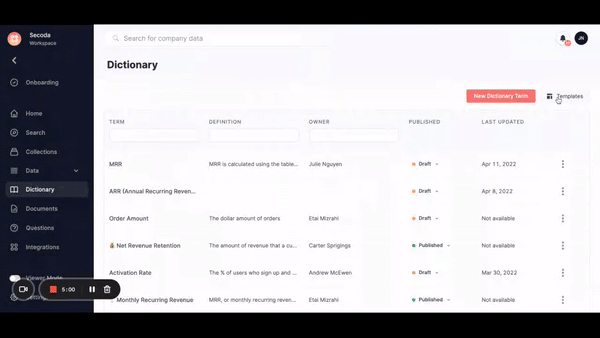 Secoda
Workspace
Search for company data
JN
Onboarding
Dictionary
New Dictionary Term
Templates
Home
Search
Collections
Data
Dictionary
Documents
Questions
Integrations
Viewer Mode
5:00
TERM DEFINITION OWNER PUBLISHED LAST UPDATED
MRR MRR is calculated using the table... Julie Nguyen Draft Apr 11, 2022
ARR (Annual Recurring Reven... Draft Apr 8, 2022
Order Amount The dollar amount of orders Etai Mizrahi Draft Not available
Net Revenue Retention The amount of revenue that a cu... Carter Sprigings Published Not available
Activation Rate The % of users who sign up and ... Andrew McEwen Draft Mar 30, 2022
Monthly Recurring Revenue MRR, or monthly recurring reven... Etai Mizrahi Published Not available